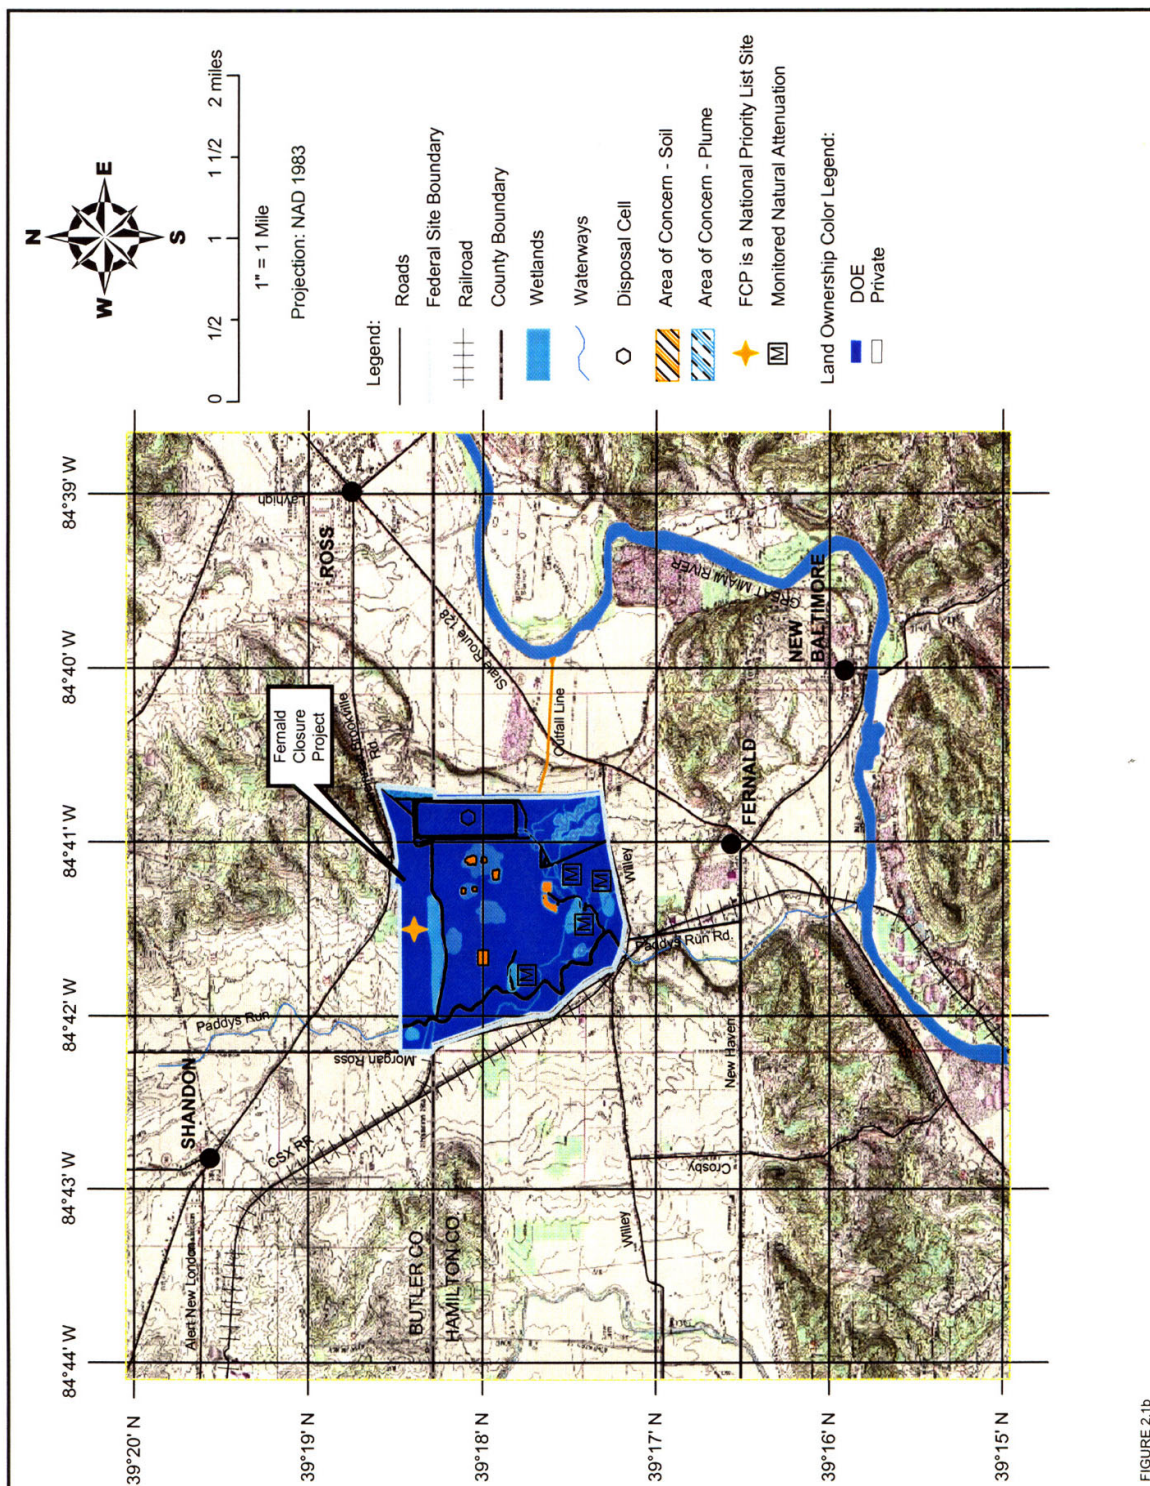 N
W
E
S
1" = 1 Mile
Projection: NAD 1983
0
1/2
1
1 1/2
2 miles
Legend:
Roads
Federal Site Boundary
Railroad
County Boundary
Wetlands
Waterways
Disposal Cell
Area of Concern - Soil
Area of Concern - Plume
FCP is a National Priority List Site
M
Monitored Natural Attenuation
Land Ownership Color Legend:
DOE
Private
84°44' W
84°43' W
84°42' W
84°41' W
84°40' W
84°39' W
39°20' N
39°19' N
39°18' N
39°17' N
39°16' N
39°15' N
Fernald
Closure
Project
SHANDON
ROSS
FERNALD
NEW
BALTIMORE
BUTLER CO.
HAMILTON CO.
Alert New London
CSX RR
Paddys Run
Morgan Ross
Layhigh
Rd
State Route 128
Outfall Line
GREAT MIAMI RIVER
Willey
Willey
Paddys Run Rd.
New Haven
Crosby
M
M
M
M
FIGURE 2.1b